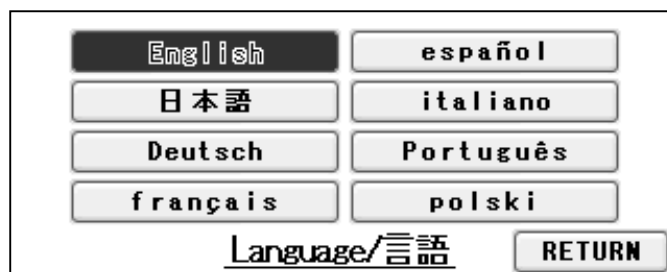 English español
日本語 italiano
Deutsch Português
français polski
Language/言語 RETURN